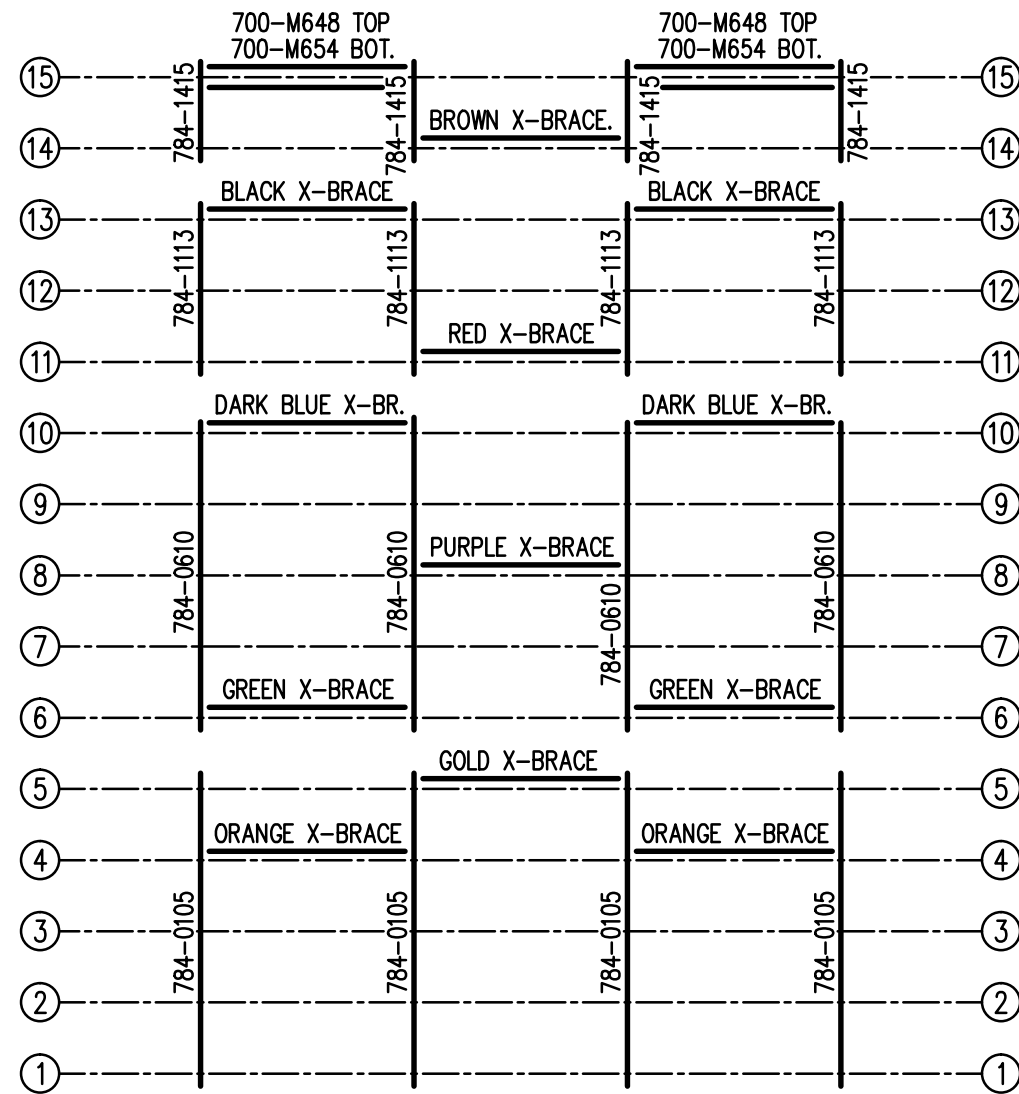 700-M648 TOP
700-M654 BOT.
700-M648 TOP
700-M654 BOT.
15
784-1415
784-1415
784-1415
784-1415
15
BROWN X-BRACE.
14
14
BLACK X-BRACE
BLACK X-BRACE
13
13
784-1113
784-1113
784-1113
784-1113
12
12
RED X-BRACE
11
11
DARK BLUE X-BR.
DARK BLUE X-BR.
10
10
9
9
PURPLE X-BRACE
784-0610
784-0610
784-0610
784-0610
8
8
7
7
GREEN X-BRACE
GREEN X-BRACE
6
6
GOLD X-BRACE
5
5
ORANGE X-BRACE
ORANGE X-BRACE
4
4
784-0105
784-0105
784-0105
784-0105
3
3
2
2
1
1